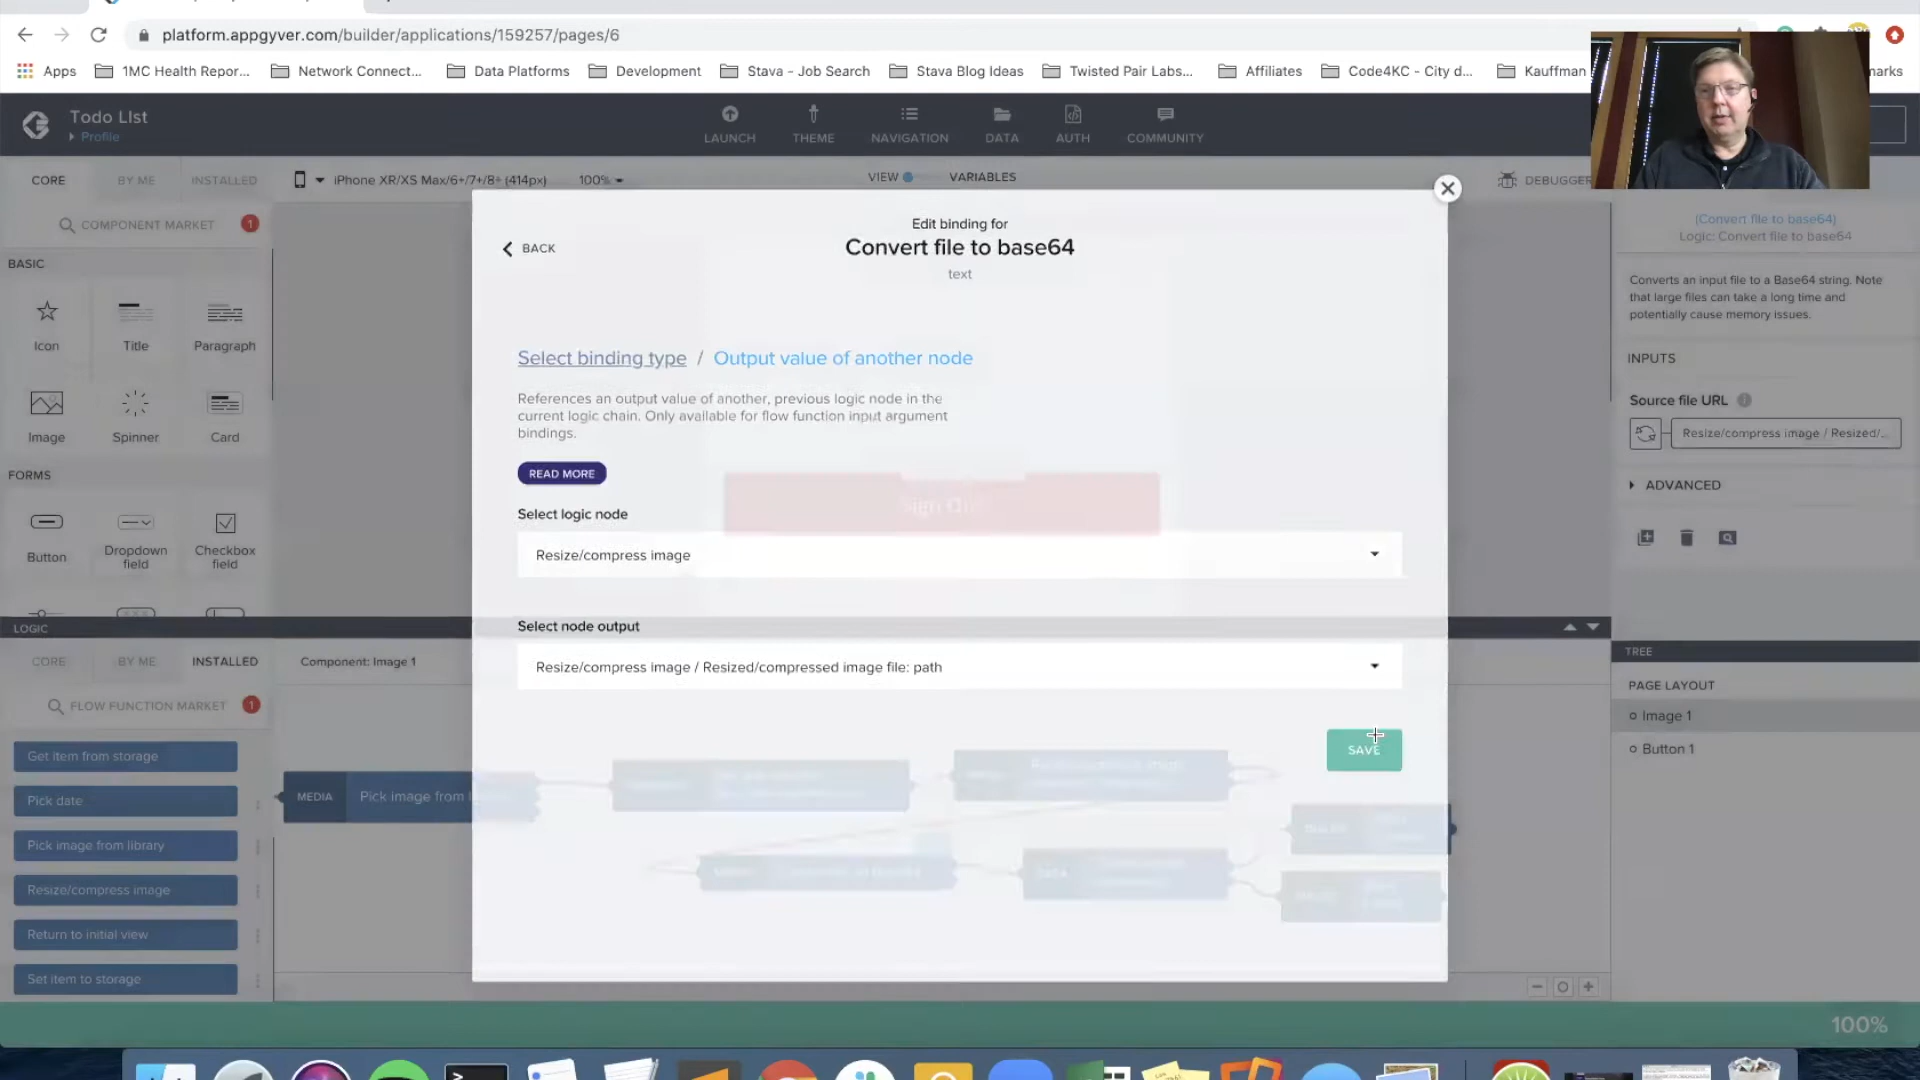 platform.appgyver.com/builder/applications/159257/pages/6
Apps
1MC Health Repor...
Network Connect...
Data Platforms
Development
Stava - Job Search
Stava Blog Ideas
Twisted Pair Labs...
Affiliates
Code4KC - City d...
Kauffman
marks
Todo LIst
Profile
LAUNCH
THEME
NAVIGATION
DATA
AUTH
COMMUNITY
CORE
BY ME
INSTALLED
iPhone XR/XS Max/6+/7+/8+ (414px)
100%
VIEW
VARIABLES
DEBUGGER
COMPONENT MARKET
1
BASIC
Icon
Title
Paragraph
Image
Spinner
Card
FORMS
Button
Dropdown
field
Checkbox
field
Edit binding for
BACK
Convert file to base64
text
Select binding type / Output value of another node
References an output value of another, previous logic node in the
current logic chain. Only available for flow function input argument
bindings.
READ MORE
Sign
Select logic node
Resize/compress image
Select node output
Resize/compress image / Resized/compressed image file: path
SAVE
(Convert file to base64)
Logic: Convert file to base64
Converts an input file to a Base64 string. Note
that large files can take a long time and
potentially cause memory issues.
INPUTS
Source file URL
Resize/compress image / Resized/...
ADVANCED
LOGIC
CORE
BY ME
INSTALLED
Component: Image 1
FLOW FUNCTION MARKET
1
Get item from storage
Pick date
Pick image from library
Resize/compress image
Return to initial view
Set item to storage
MEDIA
Pick image from l
TREE
PAGE LAYOUT
Image 1
Button 1
100%